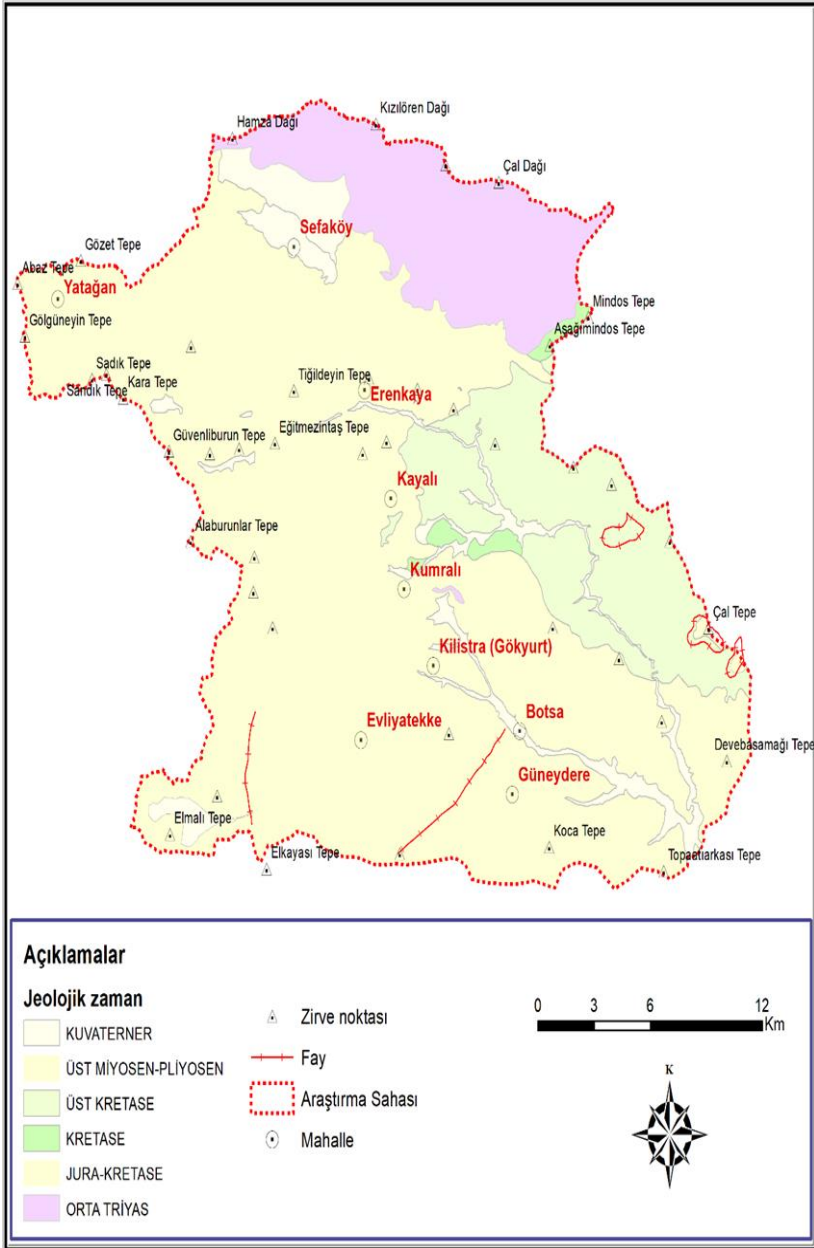 Kızılören Dağı
Hamza Dağı
Çal Dağı
Sefaköy
Gözet Tepe
Abaz Tepe
Yatağan
Mindos Tepe
Gölgüneyin Tepe
Aşağımindos Tepe
Sadık Tepe
Tiğildeyin Tepe
Sandık Tepe
Kara Tepe
Erenkaya
Güvenliburun Tepe
Eğitmezintaş Tepe
Kayalı
Alaburunlar Tepe
Kumralı
Çal Tepe
Kilistra (Gökyurt)
Botsa
Evliyatekke
Devebasamağı Tepe
Güneydere
Elmalı Tepe
Koca Tepe
Elkayası Tepe
Topaçtiarkası Tepe
Açıklamalar
Jeolojik zaman
KUVATERNER
ÜST MİYOSEN-PLİYOSEN
ÜST KRETASE
KRETASE
JURA-KRETASE
ORTA TRİYAS
Zirve noktası
Fay
Araştırma Sahası
Mahalle
0 3 6 12
Km
K